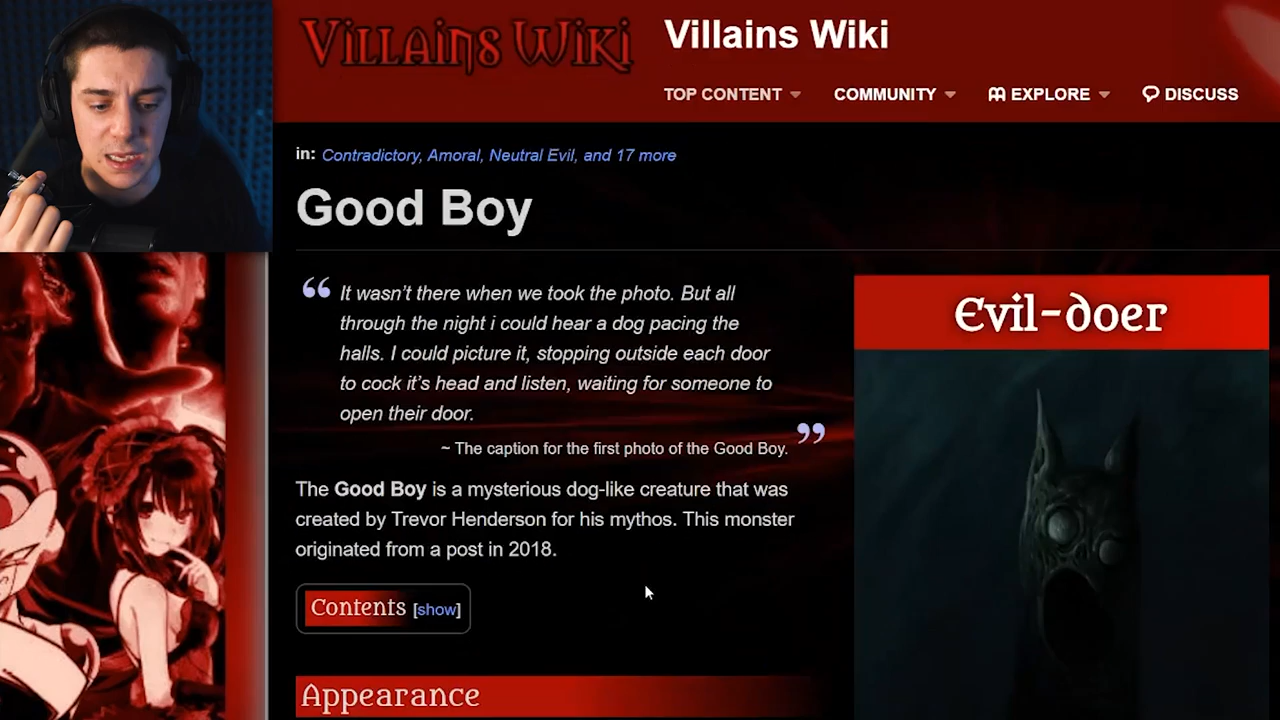 Villains Wiki
Villains Wiki
TOP CONTENT
COMMUNITY
EXPLORE
DISCUSS
in: Contradictory, Amoral, Neutral Evil, and 17 more
Good Boy
“ It wasn’t there when we took the photo. But all
through the night i could hear a dog pacing the
halls. I could picture it, stopping outside each door
to cock it’s head and listen, waiting for someone to
open their door. ”
~ The caption for the first photo of the Good Boy.
The Good Boy is a mysterious dog-like creature that was
created by Trevor Henderson for his mythos. This monster
originated from a post in 2018.
Contents [show]
Appearance
Evil-doer